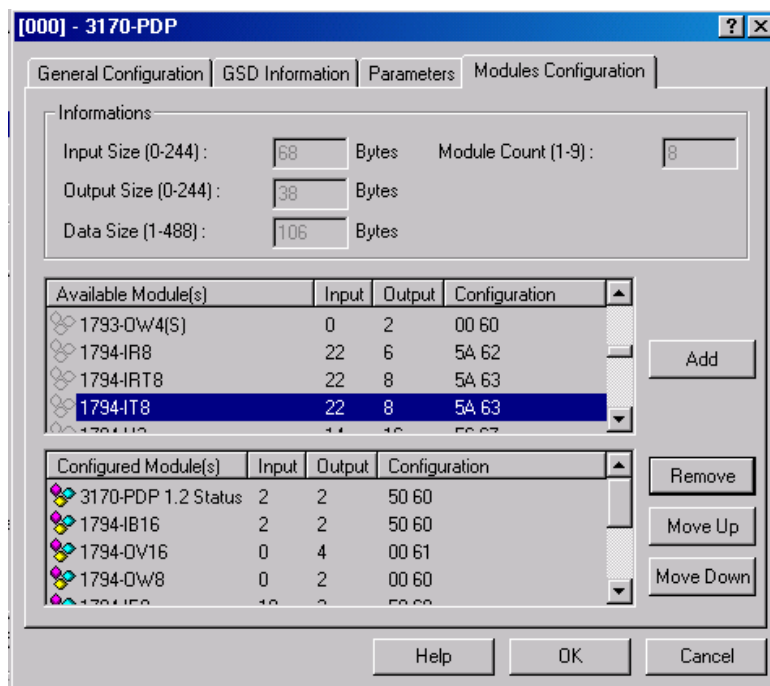 [000] - 3170-PDP
General Configuration GSD Information Parameters Modules Configuration
Informations
Input Size (0-244) : 68 Bytes Module Count (1-9) : 8
Output Size (0-244) : 38 Bytes
Data Size (1-488) : 106 Bytes
Available Module(s) Input Output Configuration
1793-OW4(S) 0 2 00 60
1794-IR8 22 6 5A 62
1794-IRT8 22 8 5A 63
1794-IT8 22 8 5A 63
Add
Configured Module(s) Input Output Configuration
3170-PDP 1.2 Status 2 2 50 60
1794-IB16 2 2 50 60
1794-OV16 0 4 00 61
1794-OW8 0 2 00 60
Remove
Move Up
Move Down
Help OK Cancel